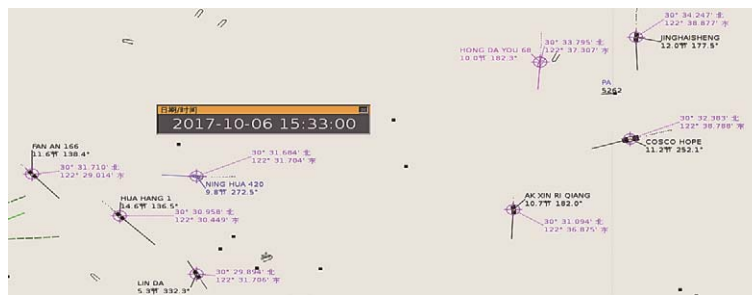 30° 34.247' 北
122° 38.877' 东
JINGHAISHENG
12.0节 177.5°
30° 33.795' 北
122° 37.307' 东
HONG DA YOU 68
10.0节 182.3°
PA
5262
日期/时间
2017-10-06 15:33:00
30° 32.383' 北
122° 38.788' 东
COSCO HOPE
11.2节 252.1°
FAN AN 166
11.6节 138.4°
30° 31.710' 北
122° 29.014' 东
30° 31.684' 北
122° 31.704' 东
NING HUA 420
9.8节 272.5°
HUA HANG 1
14.6节 136.5°
30° 30.958' 北
122° 30.449' 东
AK XIN RI QIANG
10.7节 182.0°
30° 31.094' 北
122° 36.875' 东
30° 29.894' 北
122° 31.706' 东
LIN DA
5.3节 332.3°